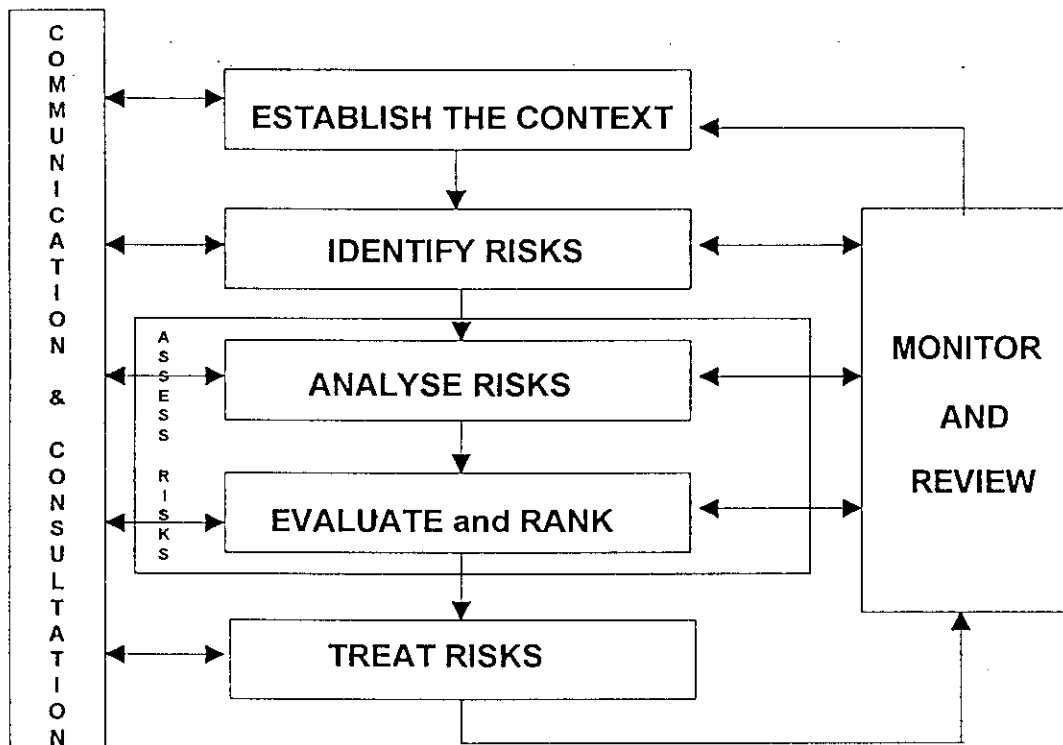 COMMUNICATION & CONSULTATION
ESTABLISH THE CONTEXT
IDENTIFY RISKS
ASSESS RISKS
ANALYSE RISKS
EVALUATE and RANK
TREAT RISKS
MONITOR
AND
REVIEW